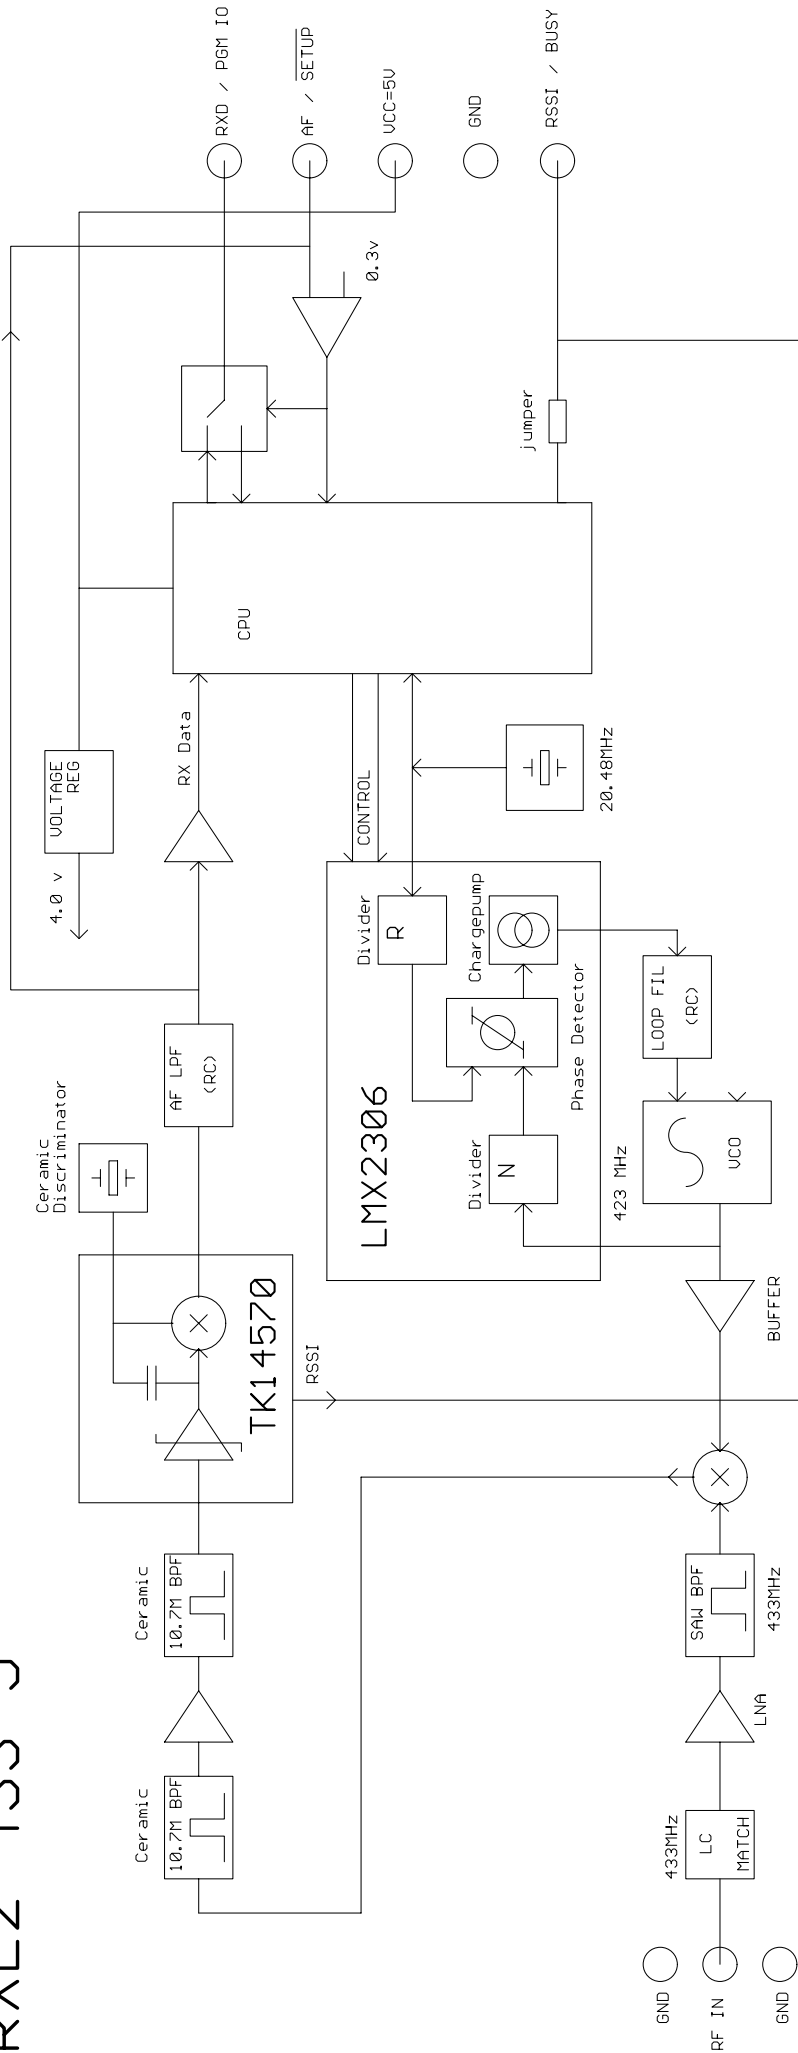 RXD / PGM IO
AF / SETUP
VCC=5V
GND
RSSI / BUSY
0.3v
jumper
CPU
VOLTAGE
REG
4.0 v
RX Data
CONTROL
20.48MHz
Divider
R
Chargepump
Phase Detector
LMX2306
Divider
N
LOOP FIL
(RC)
423 MHz
VCO
BUFFER
AF LPF
(RC)
Ceramic
Discriminator
TK14570
RSSI
Ceramic
10.7M BPF
Ceramic
10.7M BPF
SAW BPF
433MHz
LNA
433MHz
LC
MATCH
GND
RF IN
GND